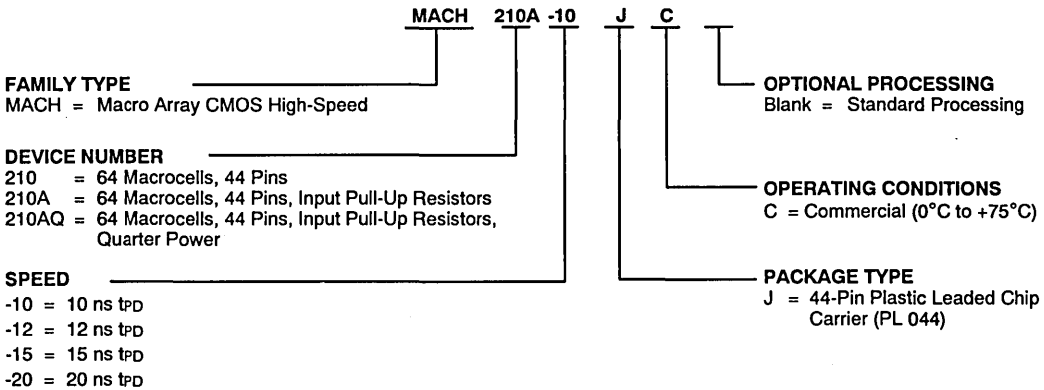 MACH 210A -10 J C
FAMILY TYPE
MACH = Macro Array CMOS High-Speed
DEVICE NUMBER
210 = 64 Macrocells, 44 Pins
210A = 64 Macrocells, 44 Pins, Input Pull-Up Resistors
210AQ = 64 Macrocells, 44 Pins, Input Pull-Up Resistors,
Quarter Power
SPEED
-10 = 10 ns tPD
-12 = 12 ns tPD
-15 = 15 ns tPD
-20 = 20 ns tPD
OPTIONAL PROCESSING
Blank = Standard Processing
OPERATING CONDITIONS
C = Commercial (0°C to +75°C)
PACKAGE TYPE
J = 44-Pin Plastic Leaded Chip
Carrier (PL 044)